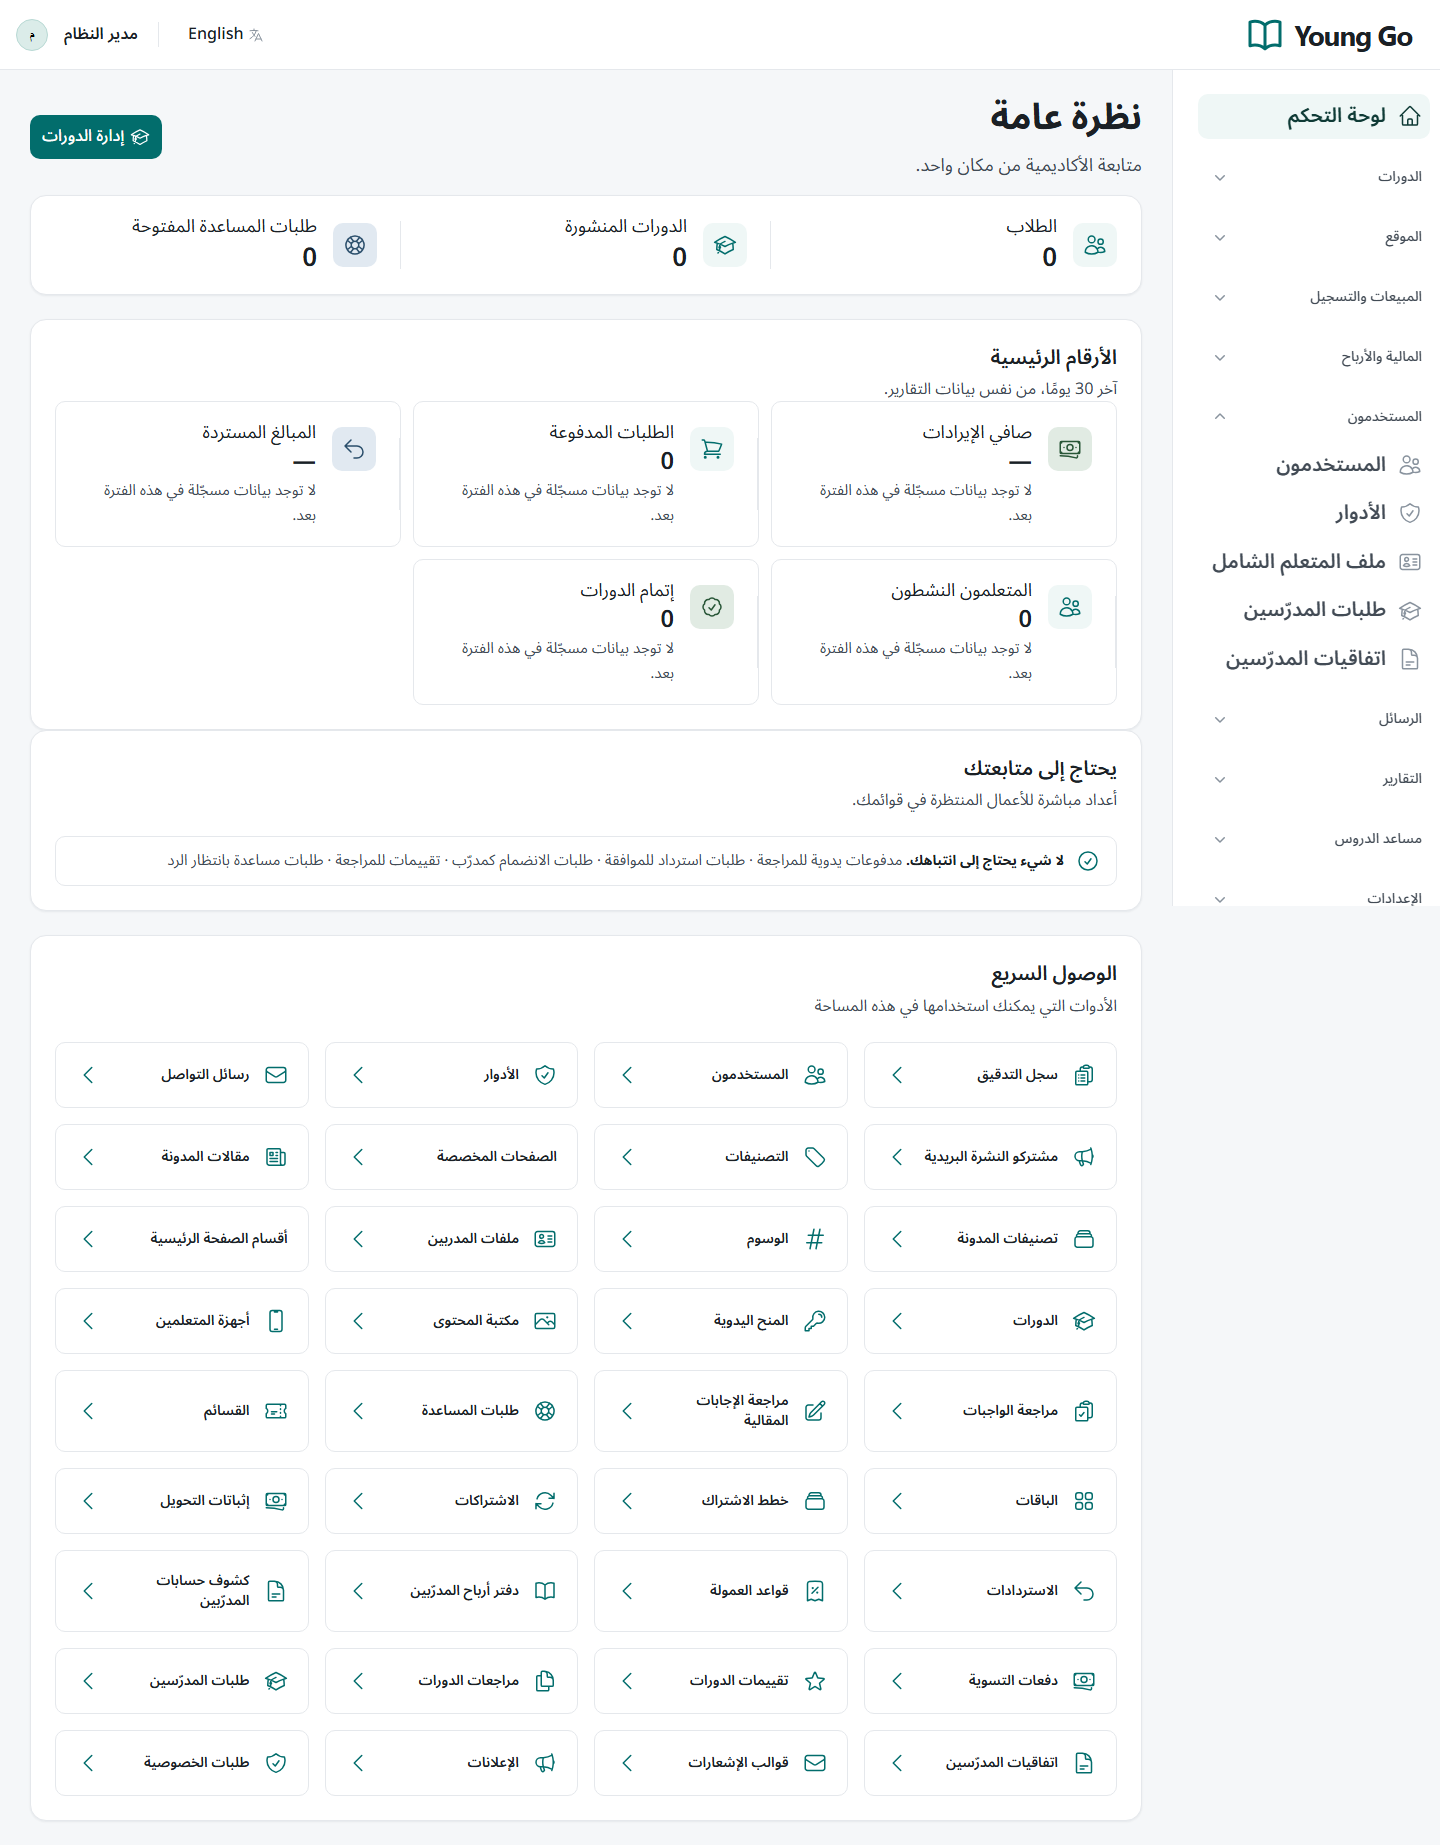 Young Go
English
مدير النظام
م
لوحة التحكم
الدورات
الموقع
المبيعات والتسجيل
المالية والأرباح
المستخدمون
المستخدمون
الأدوار
ملف المتعلم الشامل
طلبات المدرّسين
اتفاقيات المدرّسين
الرسائل
التقارير
مساعد الدروس
الإعدادات
نظرة عامة
متابعة الأكاديمية من مكان واحد.
إدارة الدورات
الطلاب
0
الدورات المنشورة
0
طلبات المساعدة المفتوحة
0
الأرقام الرئيسية
آخر 30 يومًا، من نفس بيانات التقارير.
صافي الإيرادات
—
لا توجد بيانات مسجّلة في هذه الفترة
بعد.
الطلبات المدفوعة
0
لا توجد بيانات مسجّلة في هذه الفترة
بعد.
المبالغ المستردة
—
لا توجد بيانات مسجّلة في هذه الفترة
بعد.
المتعلمون النشطون
0
لا توجد بيانات مسجّلة في هذه الفترة
بعد.
إتمام الدورات
0
لا توجد بيانات مسجّلة في هذه الفترة
بعد.
يحتاج إلى متابعتك
أعداد مباشرة للأعمال المنتظرة في قوائمك.
لا شيء يحتاج إلى انتباهك. مدفوعات يدوية للمراجعة · طلبات استرداد للموافقة · طلبات الانضمام كمدرّب · تقييمات للمراجعة · طلبات مساعدة بانتظار الرد
الوصول السريع
الأدوات التي يمكنك استخدامها في هذه المساحة
سجل التدقيق
المستخدمون
الأدوار
رسائل التواصل
مشتركو النشرة البريدية
التصنيفات
الصفحات المخصصة
مقالات المدونة
تصنيفات المدونة
الوسوم
ملفات المدربين
أقسام الصفحة الرئيسية
الدورات
المنح اليدوية
مكتبة المحتوى
أجهزة المتعلمين
مراجعة الواجبات
مراجعة الإجابات
المقالية
طلبات المساعدة
القسائم
الباقات
خطط الاشتراك
الاشتراكات
إثباتات التحويل
الاستردادات
قواعد العمولة
دفتر أرباح المدرّبين
كشوف حسابات
المدرّبين
دفعات التسوية
تقييمات الدورات
مراجعات الدورات
طلبات المدرّسين
اتفاقيات المدرّسين
قوالب الإشعارات
الإعلانات
طلبات الخصوصية